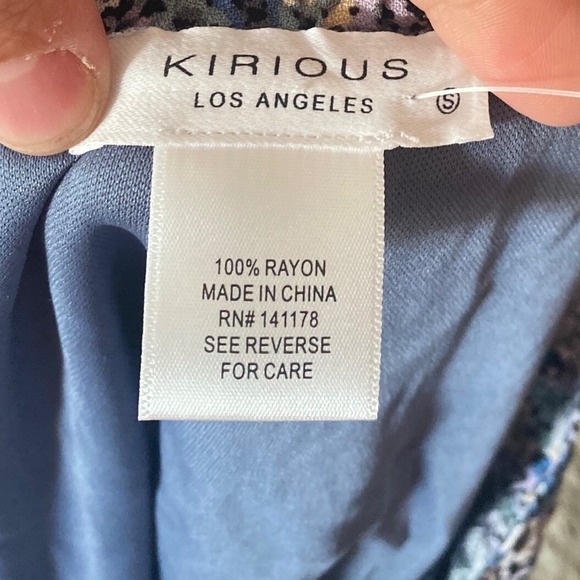 KIRIOUS
LOS ANGELES
S
100% RAYON
MADE IN CHINA
RN# 141178
SEE REVERSE
FOR CARE